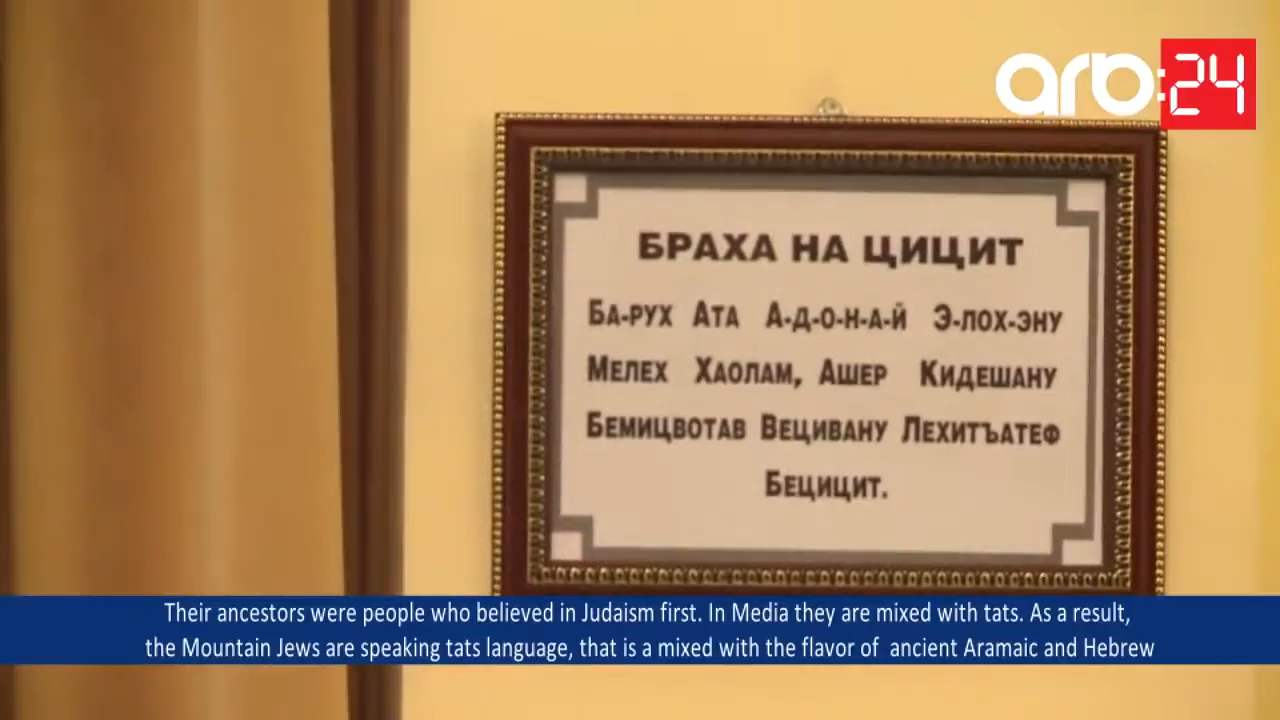 arb:24
БРАХА НА ЦИЦИТ
БА-РУХ АТА А-Д-О-Н-А-Й Э-ЛОХ-ЭНУ
МЕЛЕХ ХАОЛАМ, АШЕР КИДЕШАНУ
БЕМИЦВОТАВ ВЕЦИВАНУ ЛЕХИТЪАТЕФ
БЕЦИЦИТ.
Their ancestors were people who believed in Judaism first. In Media they are mixed with tats. As a result,
the Mountain Jews are speaking tats language, that is a mixed with the flavor of ancient Aramaic and Hebrew